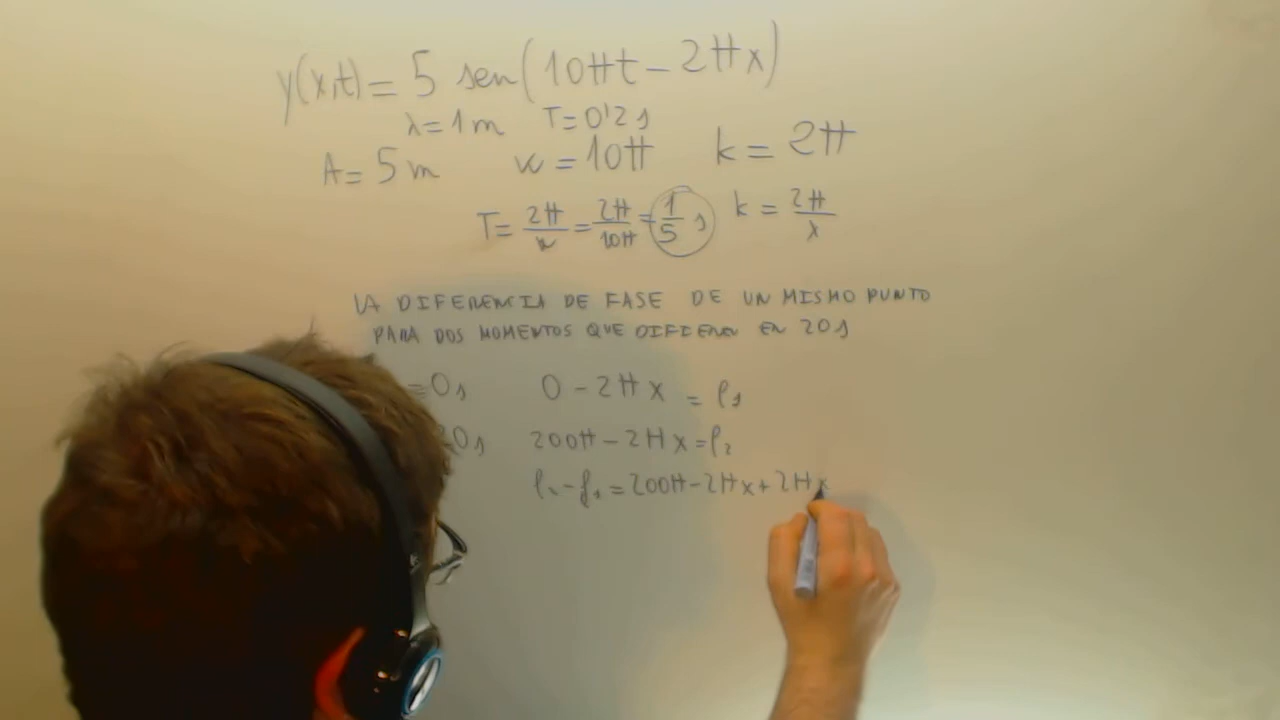 y(x,t) = 5 sen(10πt - 2πx)
λ = 1 m T = 0'2 s
A = 5 m w = 10π k = 2π
T = 2π/w = 2π/10π = 1/5 s k = 2π/λ
LA DIFERENCIA DE FASE DE UN MISMO PUNTO
PARA DOS MOMENTOS QUE DIFIEREN EN 20 s
= 0 s 0 - 2πx = φ1
20 s 200π - 2πx = φ2
φ2 - φ1 = 200π - 2πx + 2πx